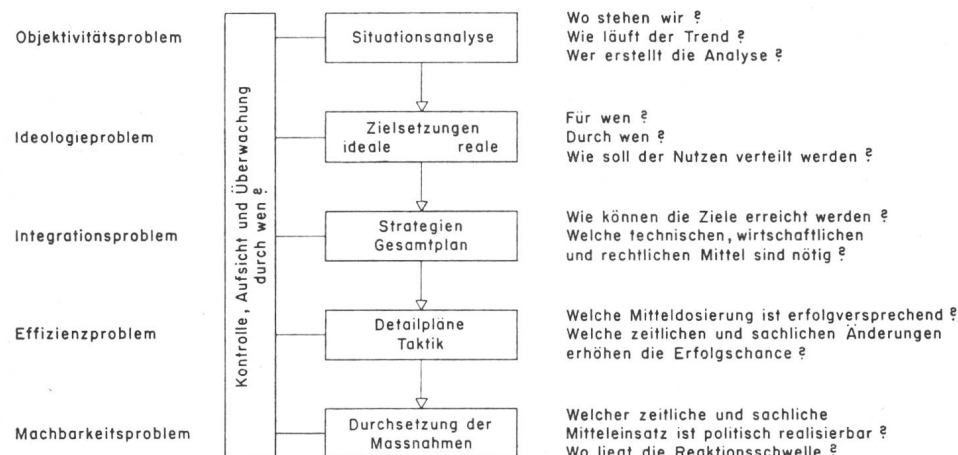 Objektivitätsproblem
Situationsanalyse
Wo stehen wir ?
Wie läuft der Trend ?
Wer erstellt die Analyse ?
Kontrolle, Aufsicht und Überwachung
durch wen ?
Ideologieproblem
Zielsetzungen
ideale reale
Für wen ?
Durch wen ?
Wie soll der Nutzen verteilt werden ?
Integrationsproblem
Strategien
Gesamtplan
Wie können die Ziele erreicht werden ?
Welche technischen, wirtschaftlichen
und rechtlichen Mittel sind nötig ?
Effizienzproblem
Detailpläne
Taktik
Welche Mitteldosierung ist erfolgversprechend ?
Welche zeitlichen und sachlichen Änderungen
erhöhen die Erfolgschance ?
Machbarkeitsproblem
Durchsetzung der
Massnahmen
Welcher zeitliche und sachliche
Mitteleinsatz ist politisch realisierbar ?
Wo liegt die Reaktionsschwelle ?